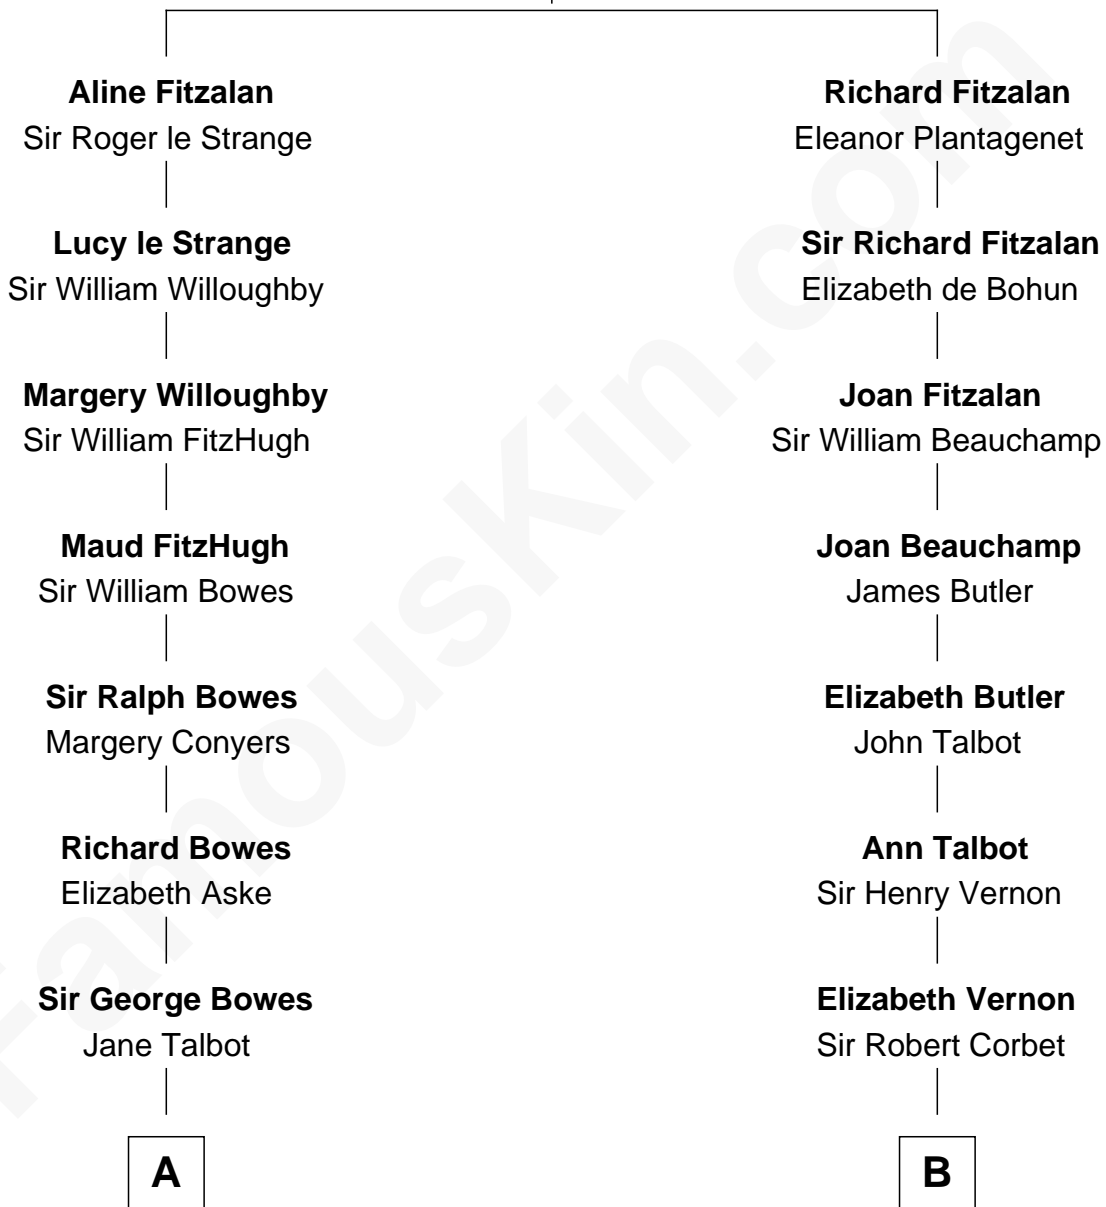 Aline Fitzalan
Sir Roger le Strange
Richard Fitzalan
Eleanor Plantagenet
Lucy le Strange
Sir William Willoughby
Sir Richard Fitzalan
Elizabeth de Bohun
Margery Willoughby
Sir William FitzHugh
Joan Fitzalan
Sir William Beauchamp
Maud FitzHugh
Sir William Bowes
Joan Beauchamp
James Butler
Sir Ralph Bowes
Margery Conyers
Elizabeth Butler
John Talbot
Richard Bowes
Elizabeth Aske
Ann Talbot
Sir Henry Vernon
Sir George Bowes
Jane Talbot
Elizabeth Vernon
Sir Robert Corbet
A
B
FamousKin.com